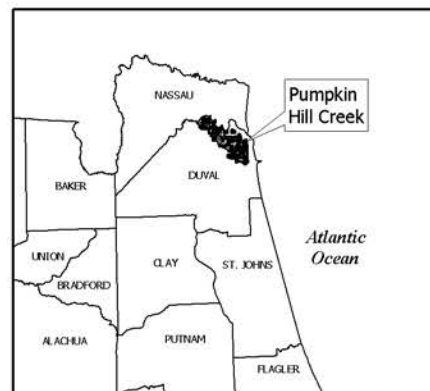 NASSAU
Pumpkin
Hill Creek
DUVAL
BAKER
Atlantic
Ocean
UNION
CLAY
ST. JOHNS
BRADFORD
ALACHUA
PUTNAM
FLAGLER